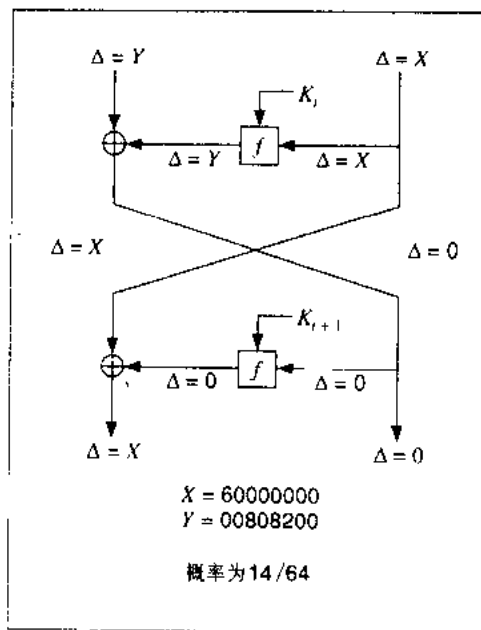 Δ = Y
Δ = X
K_i
f
Δ = Y
Δ = X
Δ = X
Δ = 0
K_{i+1}
f
Δ = 0
Δ = 0
Δ = X
Δ = 0
X = 60000000
Y = 00808200
概率为14/64